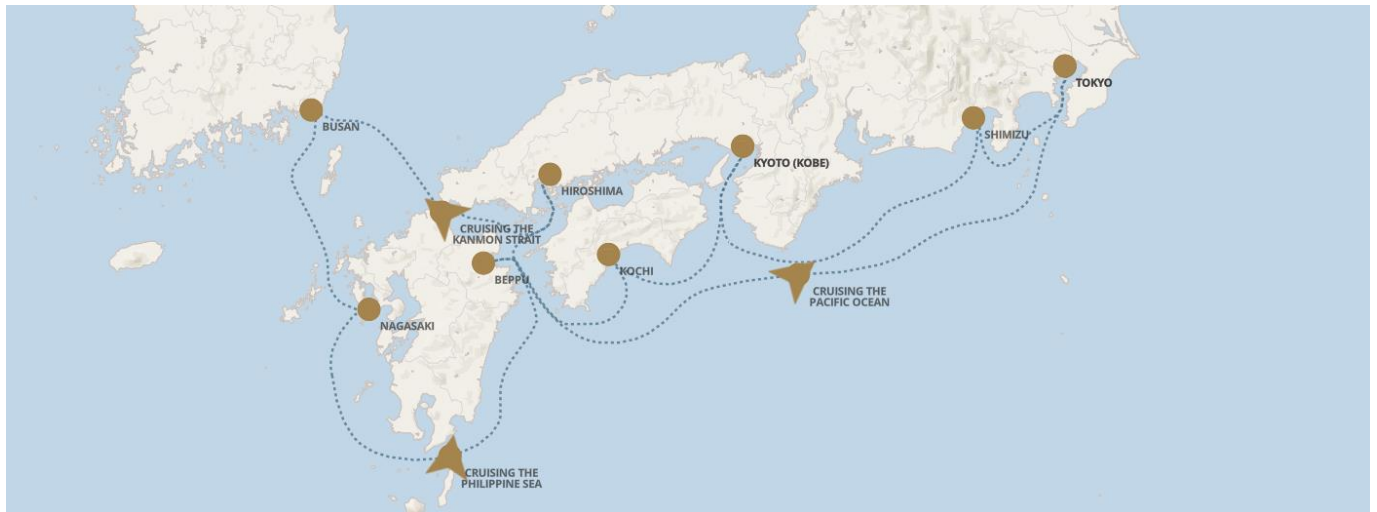 TOKYO
BUSAN
SHIMIZU
KYOTO (KOBE)
HIROSHIMA
CRUISING THE
KANMON STRAIT
KOCHI
BEPPU
CRUISING THE
PACIFIC OCEAN
NAGASAKI
CRUISING THE
PHILIPPINE SEA